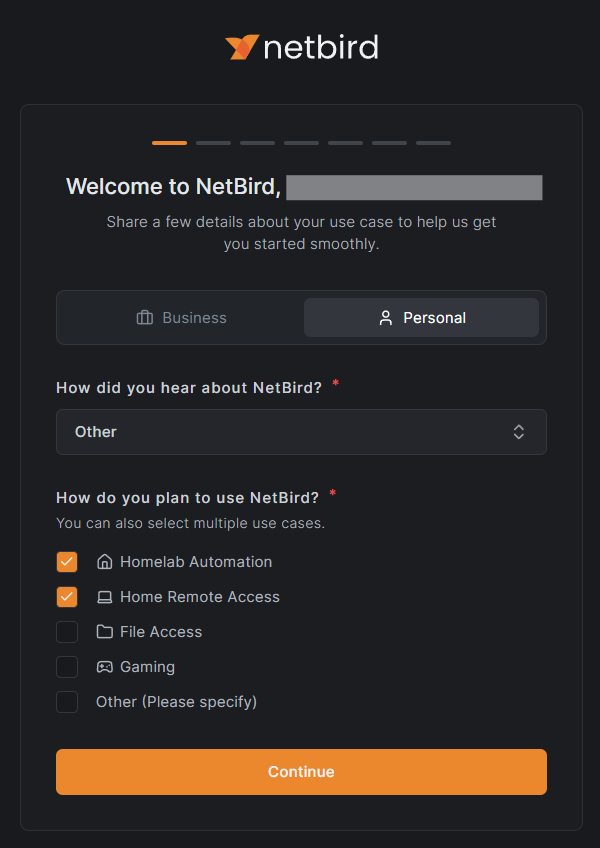 netbird
Welcome to NetBird,
Share a few details about your use case to help us get
you started smoothly.
Business
Personal
How did you hear about NetBird? *
Other
How do you plan to use NetBird? *
You can also select multiple use cases.
Homelab Automation
Home Remote Access
File Access
Gaming
Other (Please specify)
Continue